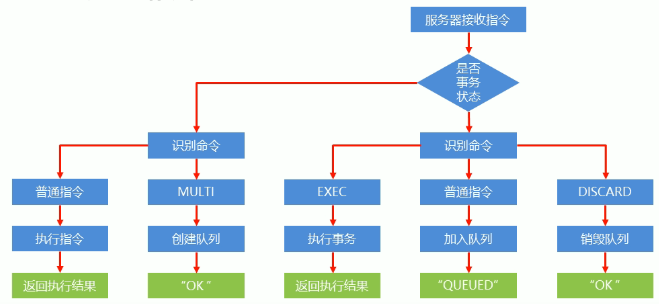 服务器接收指令
是否
事务
状态
识别命令
识别命令
普通指令
MULTI
EXEC
普通指令
DISCARD
执行指令
创建队列
执行事务
加入队列
销毁队列
返回执行结果
“OK”
返回执行结果
“QUEUED”
“OK”